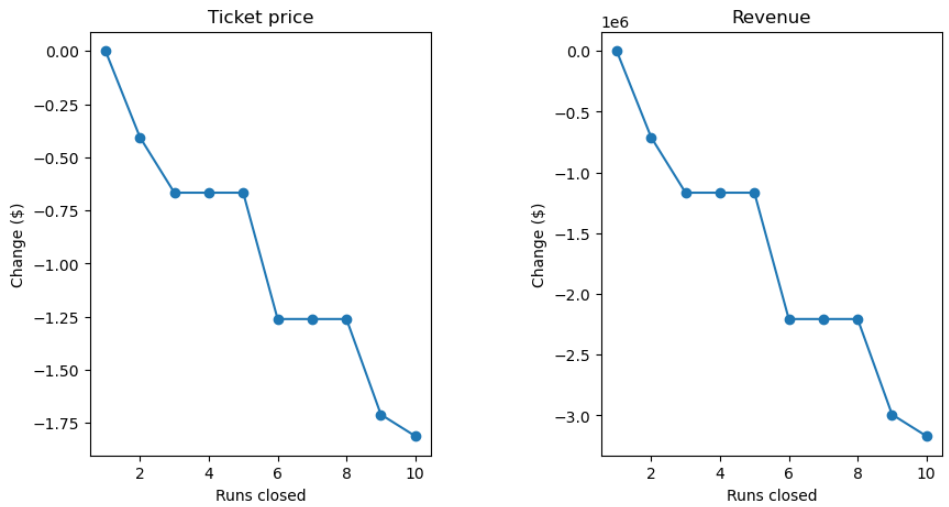 Ticket price
0.00
−0.25
−0.50
−0.75
−1.00
−1.25
−1.50
−1.75
Change ($)
2 4 6 8 10
Runs closed
Revenue
1e6
0.0
−0.5
−1.0
−1.5
−2.0
−2.5
−3.0
Change ($)
2 4 6 8 10
Runs closed